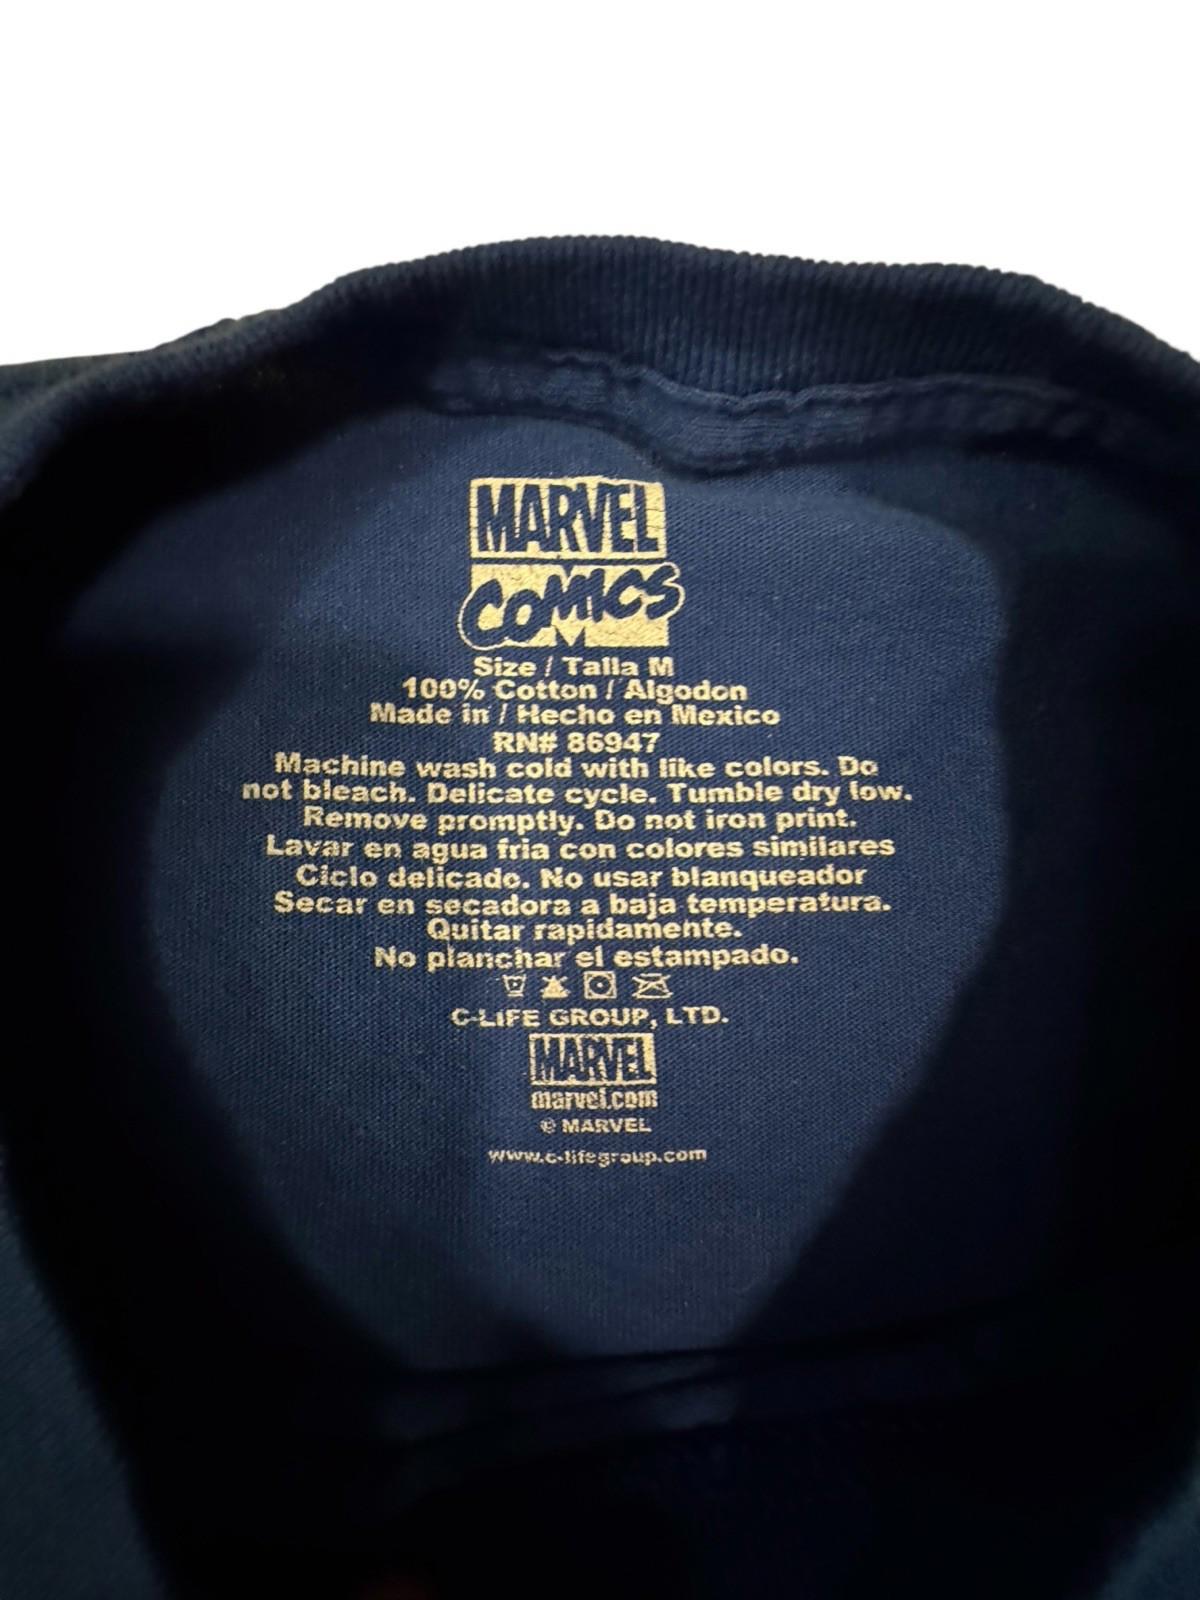 MARVEL
COMICS
Size / Talla M
100% Cotton / Algodon
Made in / Hecho en Mexico
RN# 86947
Machine wash cold with like colors. Do
not bleach. Delicate cycle. Tumble dry low.
Remove promptly. Do not iron print.
Lavar en agua fria con colores similares
Ciclo delicado. No usar blanqueador
Secar en secadora a baja temperatura.
Quitar rapidamente.
No planchar el estampado.
C-LIFE GROUP, LTD.
MARVEL
marvel.com
© MARVEL
www.c-lifegroup.com